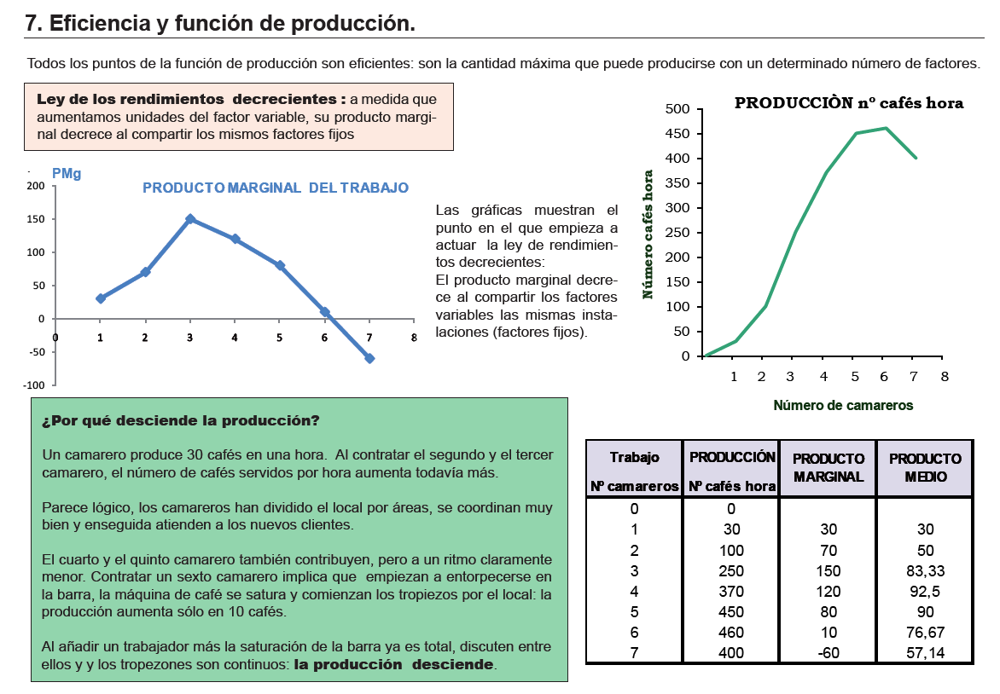 7. Eficiencia y función de producción.
Todos los puntos de la función de producción son eficientes: son la cantidad máxima que puede producirse con un determinado número de factores.
Ley de los rendimientos decrecientes : a medida que
aumentamos unidades del factor variable, su producto margi-
nal decrece al compartir los mismos factores fijos
PMg
PRODUCTO MARGINAL DEL TRABAJO
200
150
100
50
0
-50
-100
0 1 2 3 4 5 6 7 8
Las gráficas muestran el
punto en el que empieza a
actuar la ley de rendimien-
tos decrecientes:
El producto marginal decre-
ce al compartir los factores
variables las mismas insta-
laciones (factores fijos).
PRODUCCIÒN nº cafés hora
Número cafés hora
500
450
400
350
300
250
200
150
100
50
0
1 2 3 4 5 6 7 8
Número de camareros
¿Por qué desciende la producción?
Un camarero produce 30 cafés en una hora. Al contratar el segundo y el tercer
camarero, el número de cafés servidos por hora aumenta todavía más.
Parece lógico, los camareros han dividido el local por áreas, se coordinan muy
bien y enseguida atienden a los nuevos clientes.
El cuarto y el quinto camarero también contribuyen, pero a un ritmo claramente
menor. Contratar un sexto camarero implica que empiezan a entorpecerse en
la barra, la máquina de café se satura y comienzan los tropiezos por el local: la
producción aumenta sólo en 10 cafés.
Al añadir un trabajador más la saturación de la barra ya es total, discuten entre
ellos y y los tropezones son continuos: la producción desciende.
Trabajo PRODUCCIÓN PRODUCTO PRODUCTO
MARGINAL MEDIO
Nº camareros Nº cafés hora
0 0
1 30 30 30
2 100 70 50
3 250 150 83,33
4 370 120 92,5
5 450 80 90
6 460 10 76,67
7 400 -60 57,14